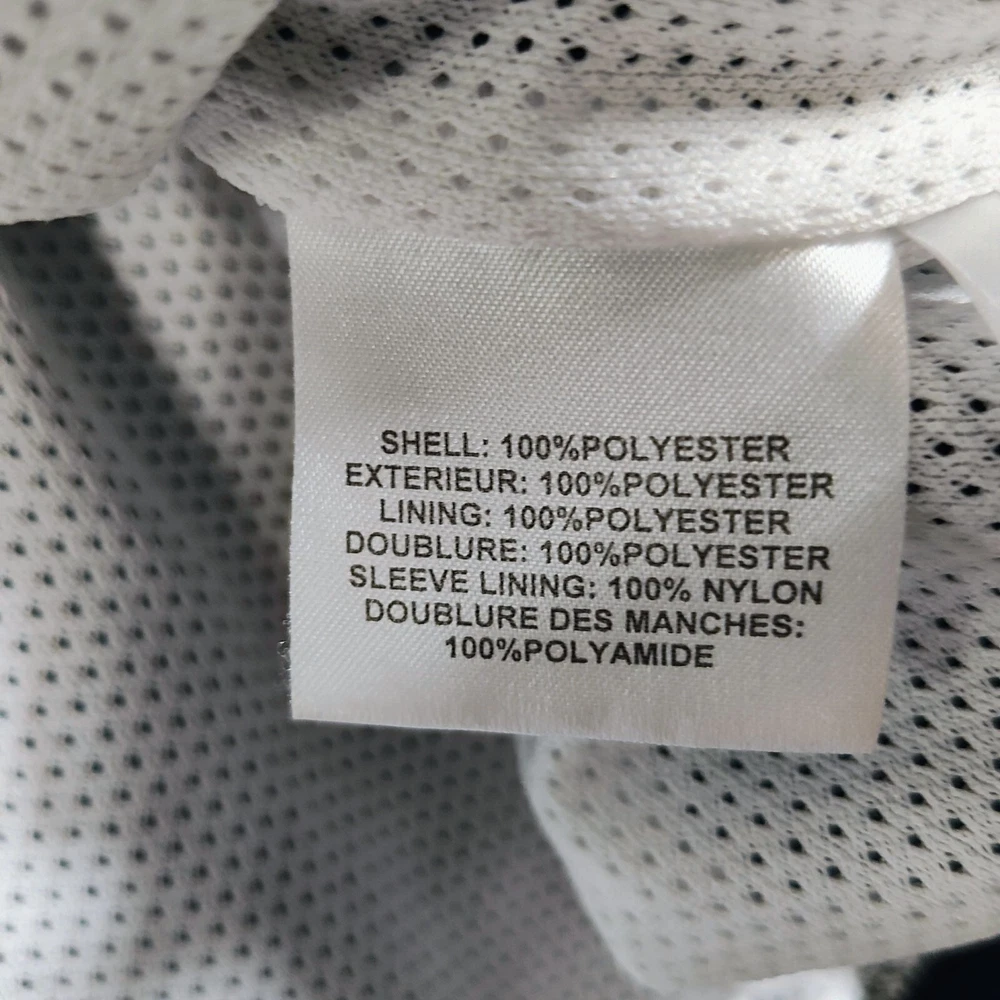 SHELL: 100%POLYESTER
EXTERIEUR: 100%POLYESTER
LINING: 100%POLYESTER
DOUBLURE: 100%POLYESTER
SLEEVE LINING: 100% NYLON
DOUBLURE DES MANCHES:
100%POLYAMIDE